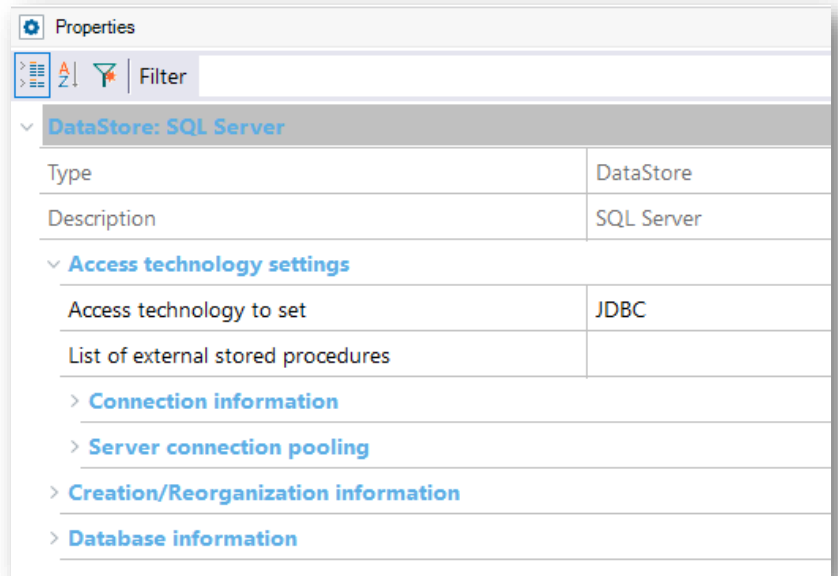 Properties
A Z Filter
DataStore: SQL Server
Type DataStore
Description SQL Server
Access technology settings
Access technology to set JDBC
List of external stored procedures
Connection information
Server connection pooling
Creation/Reorganization information
Database information